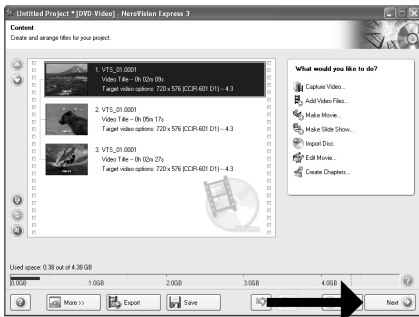 Untitled Project * [DVD-Video] - NeroVision Express 3
Content
Create and arrange titles for your project.
1. VTS_01.0001
Video Title -- 0h 02m 09s
Target video options: 720 x 576 (CCIR-601 D1) -- 4:3
2. VTS_01.0001
Video Title -- 0h 05m 17s
Target video options: 720 x 576 (CCIR-601 D1) -- 4:3
3. VTS_01.0001
Video Title -- 0h 02m 27s
Target video options: 720 x 576 (CCIR-601 D1) -- 4:3
What would you like to do?
Capture Video...
Add Video Files...
Make Movie...
Make Slide Show...
Import Disc
Edit Movie...
Create Chapters...
Used space: 0.38 out of 4.38 GB
0.0GB 1.0GB 2.0GB 3.0GB 4.0GB
More >> Export Save Next